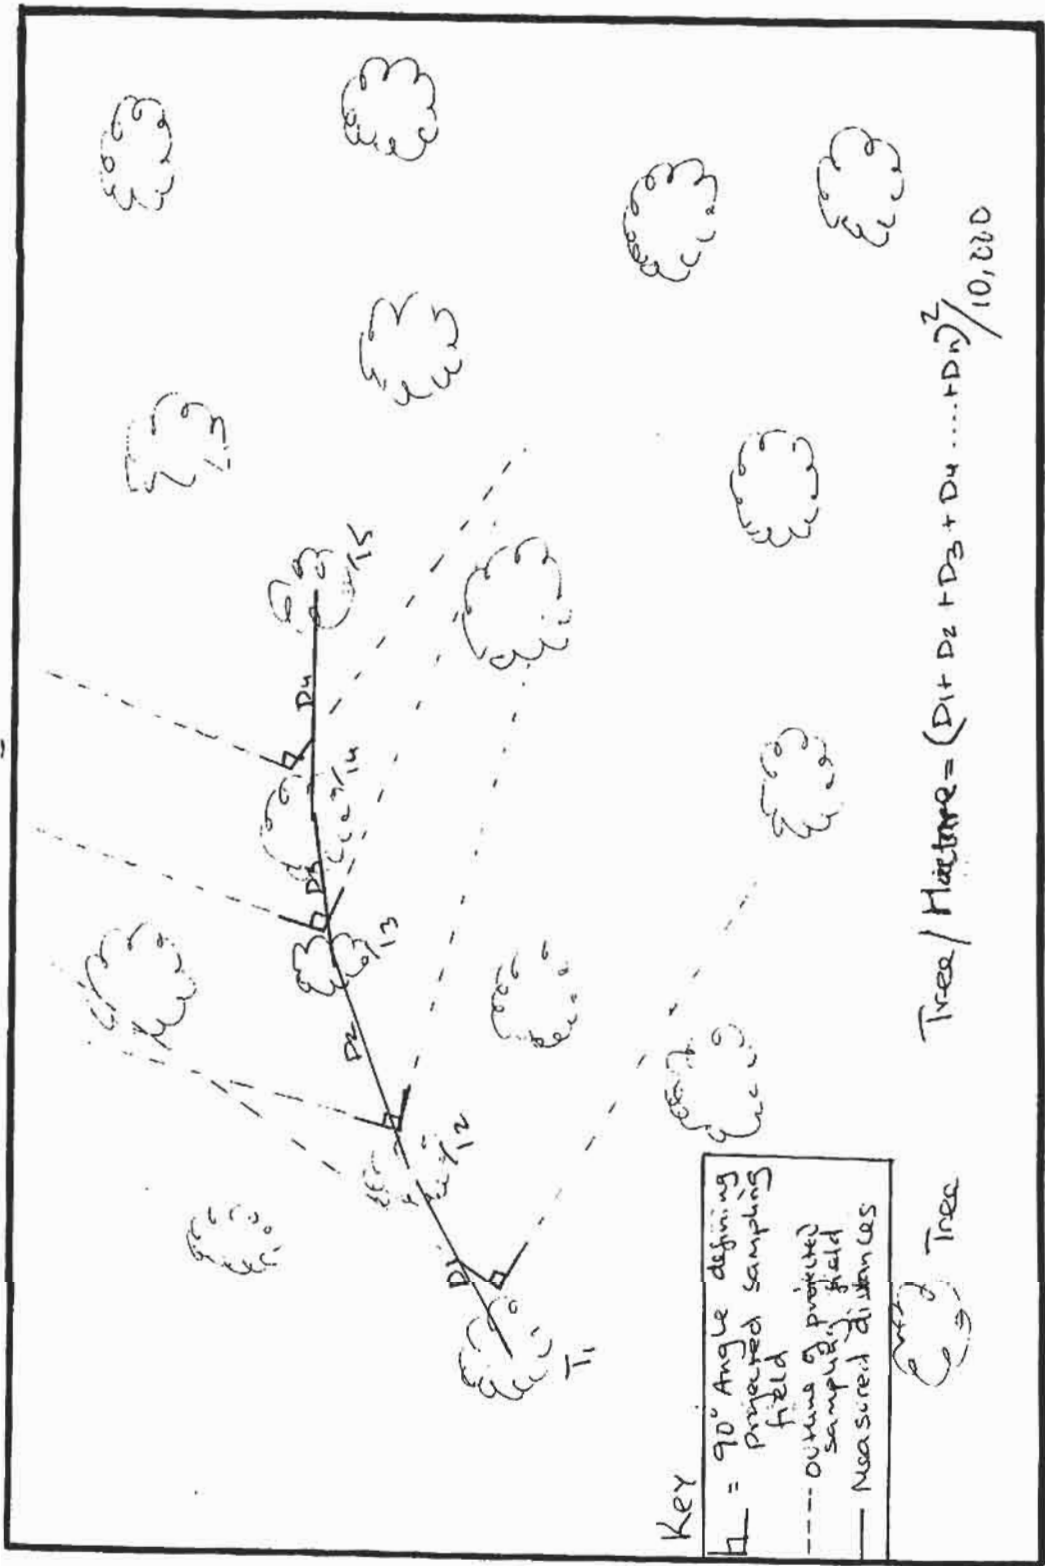 T5
D4
T4
D3
T3
D2
T2
D1
T1
Key
= 90° Angle defining
projected sampling
field
---- outline of projected
sampling field
— Measured distances
Tree
Tree / Hactare = (D1 + D2 + D3 + D4 ..... + Dn)²/10,000